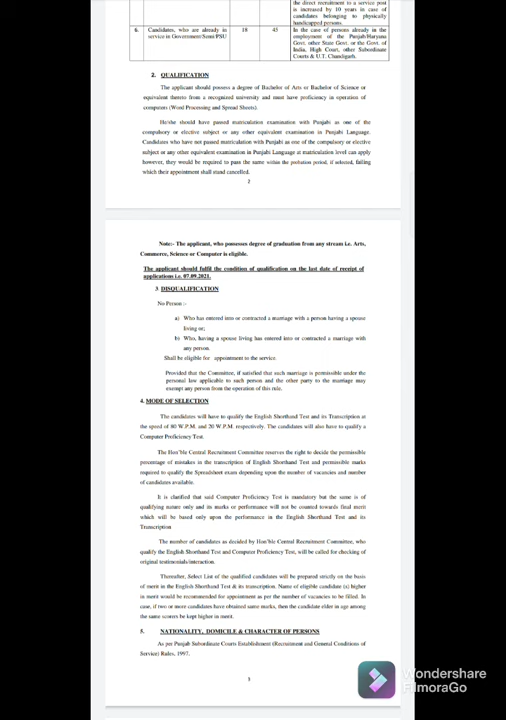 the direct recruitment to a service post
is increased by 10 years in case of
candidates belonging to physically
handicapped persons.
6. Candidates, who are already in 18 45 In the case of persons already in the
service in Government/Semi/PSU employment of the Punjab/Haryana
Govt. other State Govt. or the Govt. of
India, High Court, other Subordinate
Courts & U.T. Chandigarh.
2. QUALIFICATION
The applicant should possess a degree of Bachelor of Arts or Bachelor of Science or
equivalent thereto from a recognized university and must have proficiency in operation of
computers (Word Processing and Spread Sheets).
He/she should have passed matriculation examination with Punjabi as one of the
compulsory or elective subject or any other equivalent examination in Punjabi Language.
Candidates who have not passed matriculation with Punjabi as one of the compulsory or elective
subject or any other equivalent examination in Punjabi Language at matriculation level can apply
however, they would be required to pass the same within the probation period, if selected, failing
which their appointment shall stand cancelled.
2
Note:- The applicant, who possesses degree of graduation from any stream i.e. Arts,
Commerce, Science or Computer is eligible.
The applicant should fulfil the condition of qualification on the last date of receipt of
applications i.e. 07.09.2021.
3 DISQUALIFICATION
No Person :-
a) Who has entered into or contracted a marriage with a person having a spouse
living or;
b) Who, having a spouse living has entered into or contracted a marriage with
any person.
Shall be eligible for appointment to the service.
Provided that the Committee, if satisfied that such marriage is permissible under the
personal law applicable to such person and the other party to the marriage may
exempt any person from the operation of this rule.
4. MODE OF SELECTION
The candidates will have to qualify the English Shorthand Test and its Transcription at
the speed of 80 W.P.M. and 20 W.P.M. respectively. The candidates will also have to qualify a
Computer Proficiency Test.
The Hon'ble Central Recruitment Committee reserves the right to decide the permissible
percentage of mistakes in the transcription of English Shorthand Test and permissible marks
required to qualify the Spreadsheet exam depending upon the number of vacancies and number
of candidates available.
It is clarified that said Computer Proficiency Test is mandatory but the same is of
qualifying nature only and its marks or performance will not be counted towards final merit
which will be based only upon the performance in the English Shorthand Test and its
Transcription
The number of candidates as decided by Hon'ble Central Recruitment Committee, who
qualify the English Shorthand Test and Computer Proficiency Test, will be called for checking of
original testimonials/interaction.
Thereafter, Select List of the qualified candidates will be prepared strictly on the basis
of merit in the English Shorthand Test & its transcription. Name of eligible candidate (s) higher
in merit would be recommended for appointment as per the number of vacancies to be filled. In
case, if two or more candidates have obtained same marks, then the candidate elder in age among
the same scorers be kept higher in merit.
5. NATIONALITY, DOMICILE & CHARACTER OF PERSONS
As per Punjab Subordinate Courts Establishment (Recruitment and General Conditions of
Service) Rules, 1997.
3
Wondershare
FilmoraGo